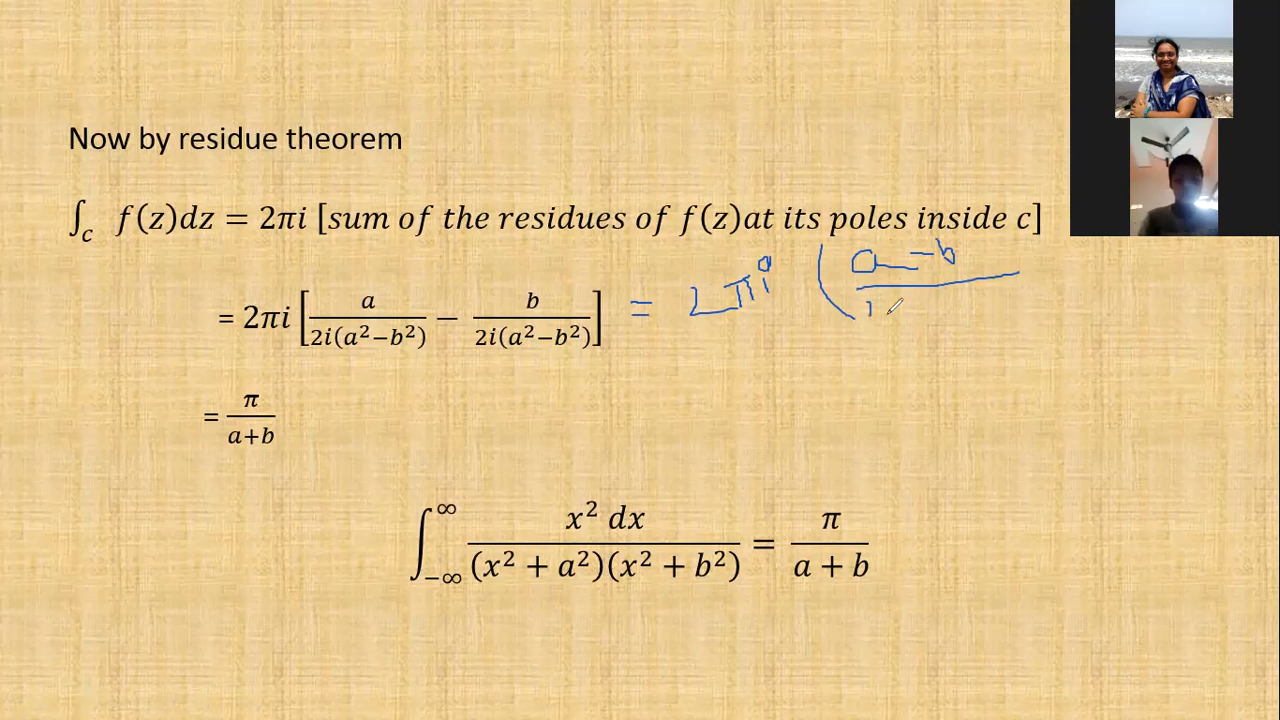 Now by residue theorem
∫_c f(z)dz = 2πi [sum of the residues of f(z)at its poles inside c]
= 2πi [a/(2i(a²−b²)) − b/(2i(a²−b²))] = 2πi (a−b/
= π/(a+b)
∫_{−∞}^{∞} x² dx/((x² + a²)(x² + b²)) = π/(a + b)